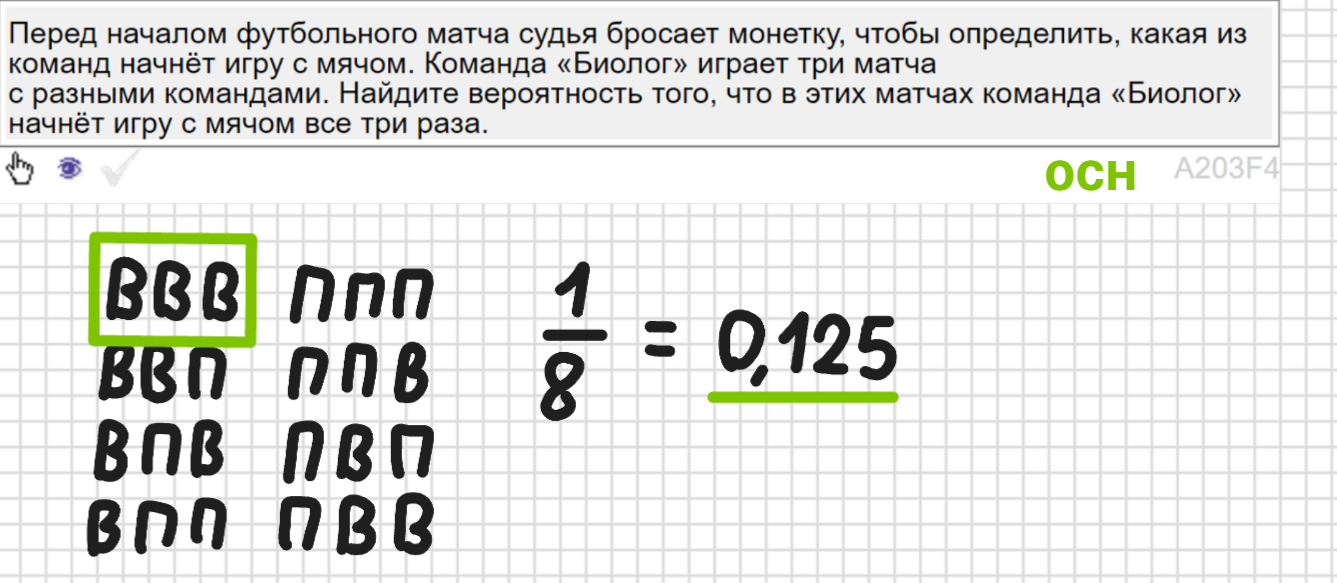 Перед началом футбольного матча судья бросает монетку, чтобы определить, какая из
команд начнёт игру с мячом. Команда «Биолог» играет три матча
с разными командами. Найдите вероятность того, что в этих матчах команда «Биолог»
начнёт игру с мячом все три раза.
осн A203F4
ВВВ ППП
ВВП ППВ
ВПВ ПВП
ВПП ПВВ
1/8 = 0,125